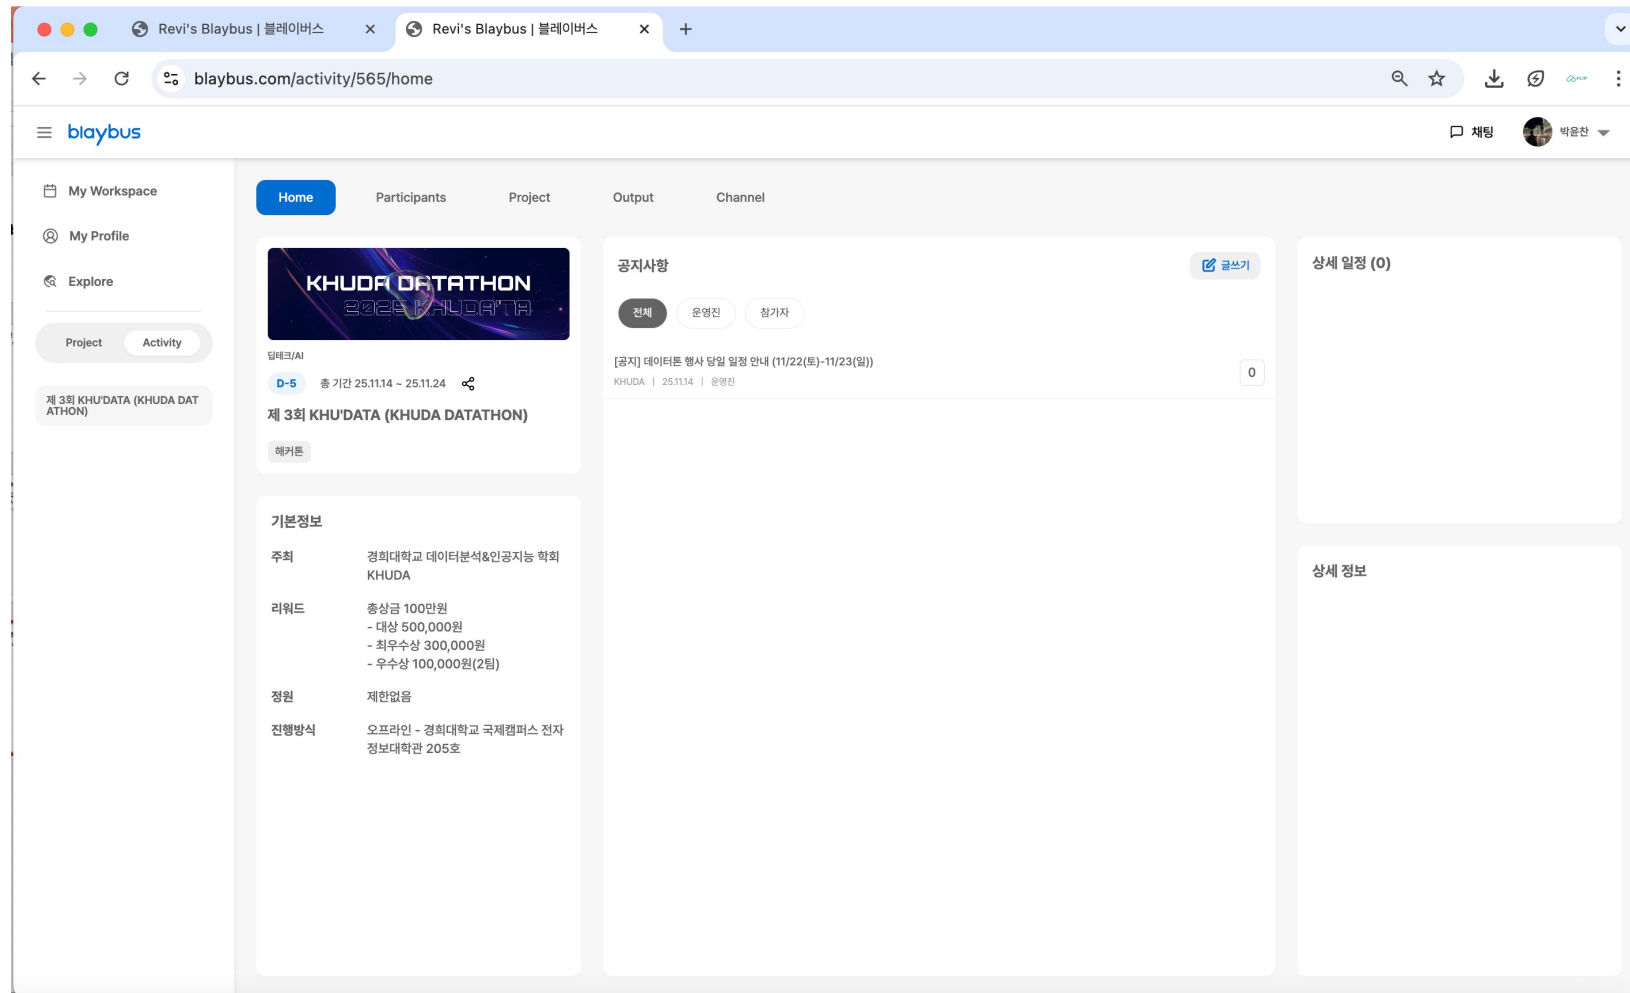 Revi's Blaybus | 블레이버스
Revi's Blaybus | 블레이버스
blaybus.com/activity/565/home
blaybus
채팅
박윤찬
My Workspace
My Profile
Explore
Project
Activity
제 3회 KHU'DATA (KHUDA DAT
ATHON)
Home
Participants
Project
Output
Channel
KHUDA DATATHON
2025 KHUDA'TA
딥테크/AI
D-5
총 기간 25.11.14 ~ 25.11.24
제 3회 KHU'DATA (KHUDA DATATHON)
해커톤
기본정보
주최
경희대학교 데이터분석&인공지능 학회
KHUDA
리워드
총상금 100만원
- 대상 500,000원
- 최우수상 300,000원
- 우수상 100,000원(2팀)
정원
제한없음
진행방식
오프라인 - 경희대학교 국제캠퍼스 전자
정보대학관 205호
공지사항
글쓰기
전체
운영진
참가자
[공지] 데이터톤 행사 당일 일정 안내 (11/22(토)-11/23(일))
KHUDA | 25.11.14 | 운영진
0
상세 일정 (0)
상세 정보